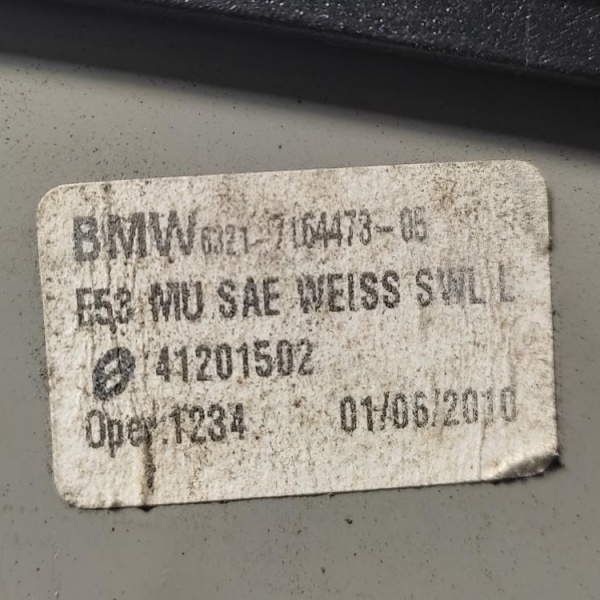 BMW 6321-7164473-05
E53 MU SAE WEISS SWL L
41201502
Oper.1234 01/06/2010